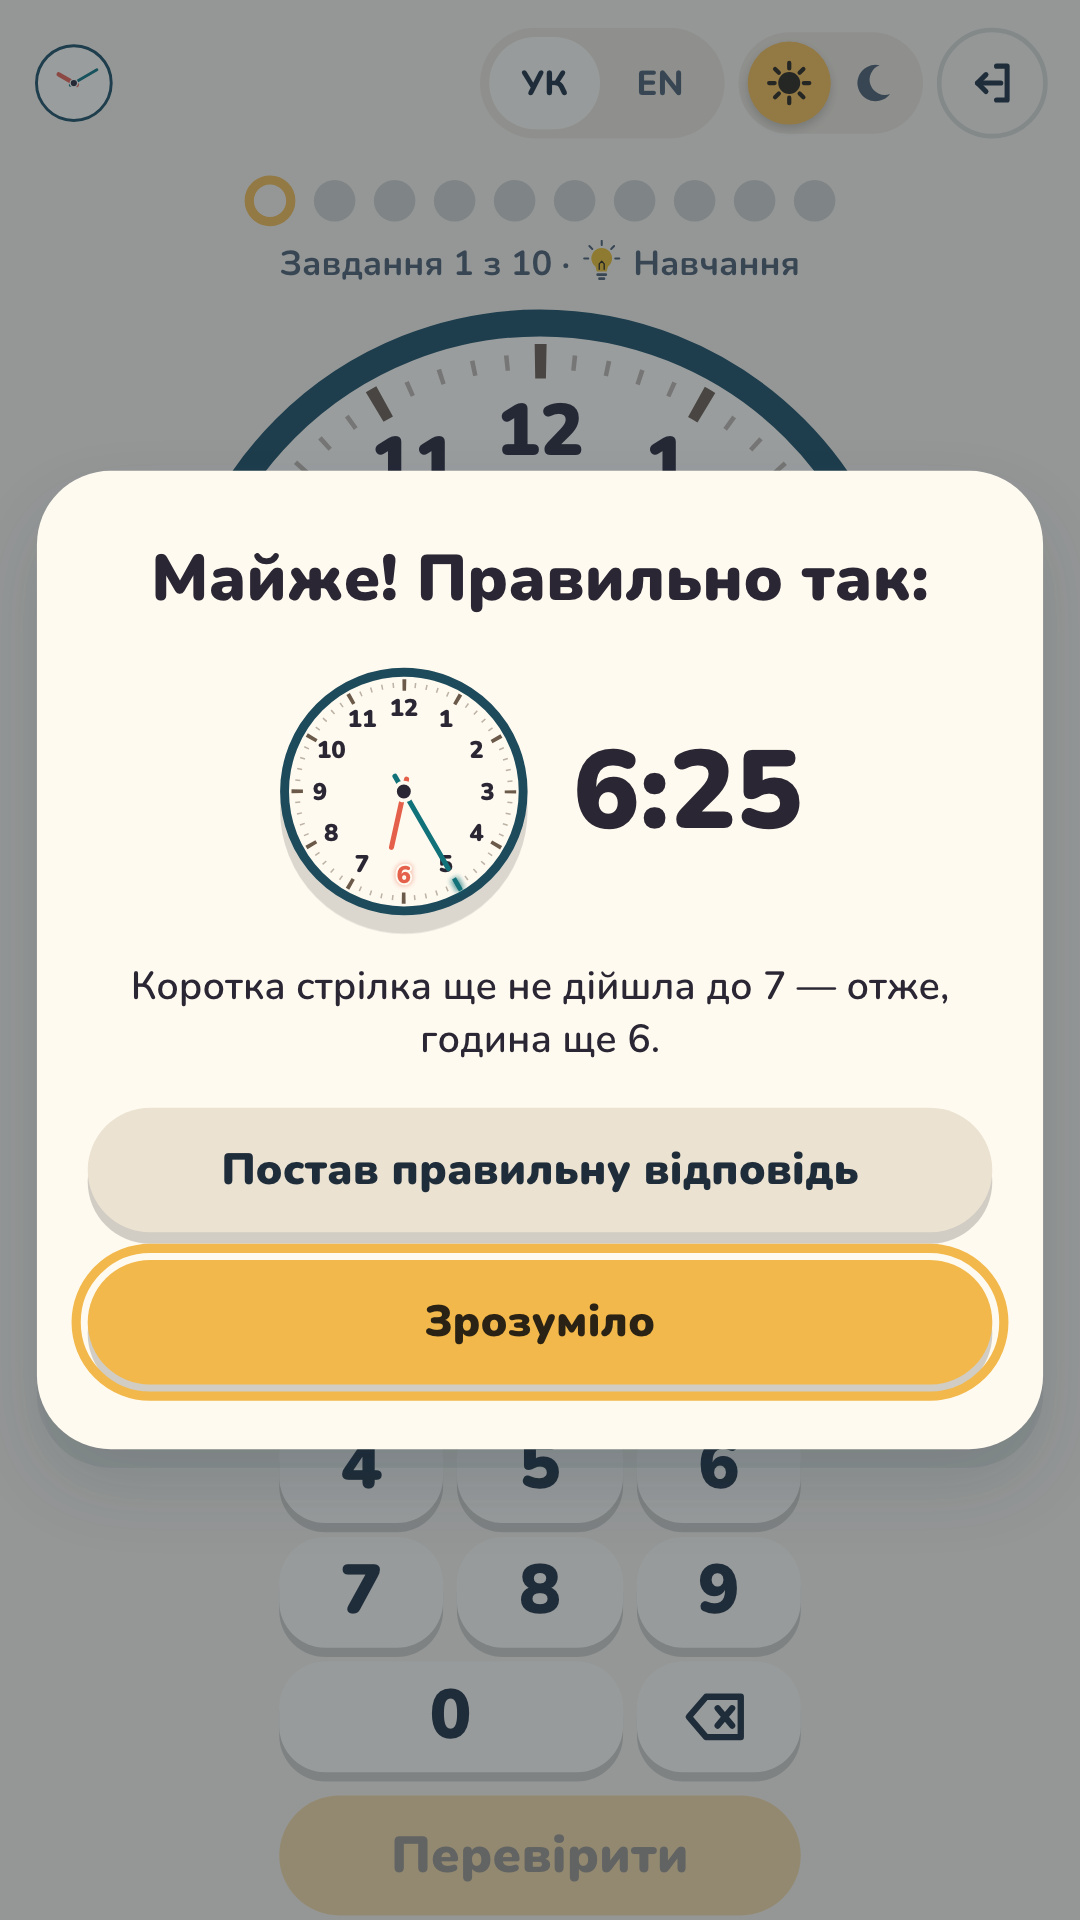 УК EN
Завдання 1 з 10 · Навчання
12
11 1
Майже! Правильно так:
12
11 1
10 2
9 3
8 4
7 5
6
6:25
Коротка стрілка ще не дійшла до 7 — отже,
година ще 6.
Постав правильну відповідь
Зрозуміло
4 5 6
7 8 9
0
Перевірити